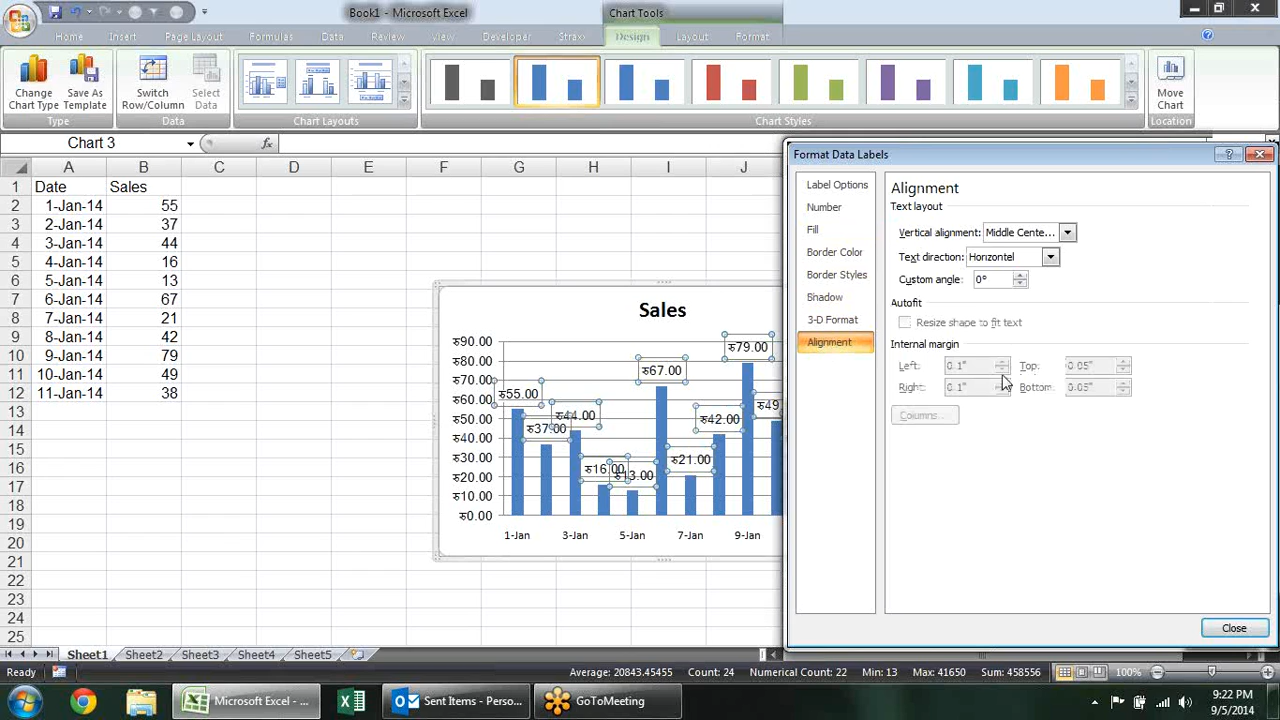 Book1 - Microsoft Excel
Chart Tools
Home Insert Page Layout Formulas Data Review View Developer Design Layout Format
Change Chart Type
Save As Template
Switch Row/Column
Select Data
Move Chart
Type Data Chart Layouts Chart Styles Location
Chart 3 fx
A B C D E F G H I J
1 Date Sales
2 1-Jan-14 55
3 2-Jan-14 37
4 3-Jan-14 44
5 4-Jan-14 16
6 5-Jan-14 13
7 6-Jan-14 67
8 7-Jan-14 21
9 8-Jan-14 42
10 9-Jan-14 79
11 10-Jan-14 49
12 11-Jan-14 38
13
14
15
16
17
18
19
20
21
22
23
24
25
Sales
रु90.00
रु80.00
रु70.00
रु60.00
रु50.00
रु40.00
रु30.00
रु20.00
रु10.00
रु0.00
रु55.00
रु37.00
रु44.00
रु16.00
रु13.00
रु67.00
रु21.00
रु42.00
रु79.00
रु49
1-Jan 3-Jan 5-Jan 7-Jan 9-Jan
Format Data Labels
Label Options
Number
Fill
Border Color
Border Styles
Shadow
3-D Format
Alignment
Alignment
Text layout
Vertical alignment: Middle Cente...
Text direction: Horizontal
Custom angle: 0°
Autofit
Resize shape to fit text
Internal margin
Left: 0.1" Top: 0.05"
Right: 0.1" Bottom: 0.05"
Columns...
Close
Sheet1 Sheet2 Sheet3 Sheet4 Sheet5
Ready Average: 20843.45455 Count: 24 Numerical Count: 22 Min: 13 Max: 41650 Sum: 458556 100%
Microsoft Excel - ...
Sent Items - Perso...
GoToMeeting
9:22 PM
9/5/2014